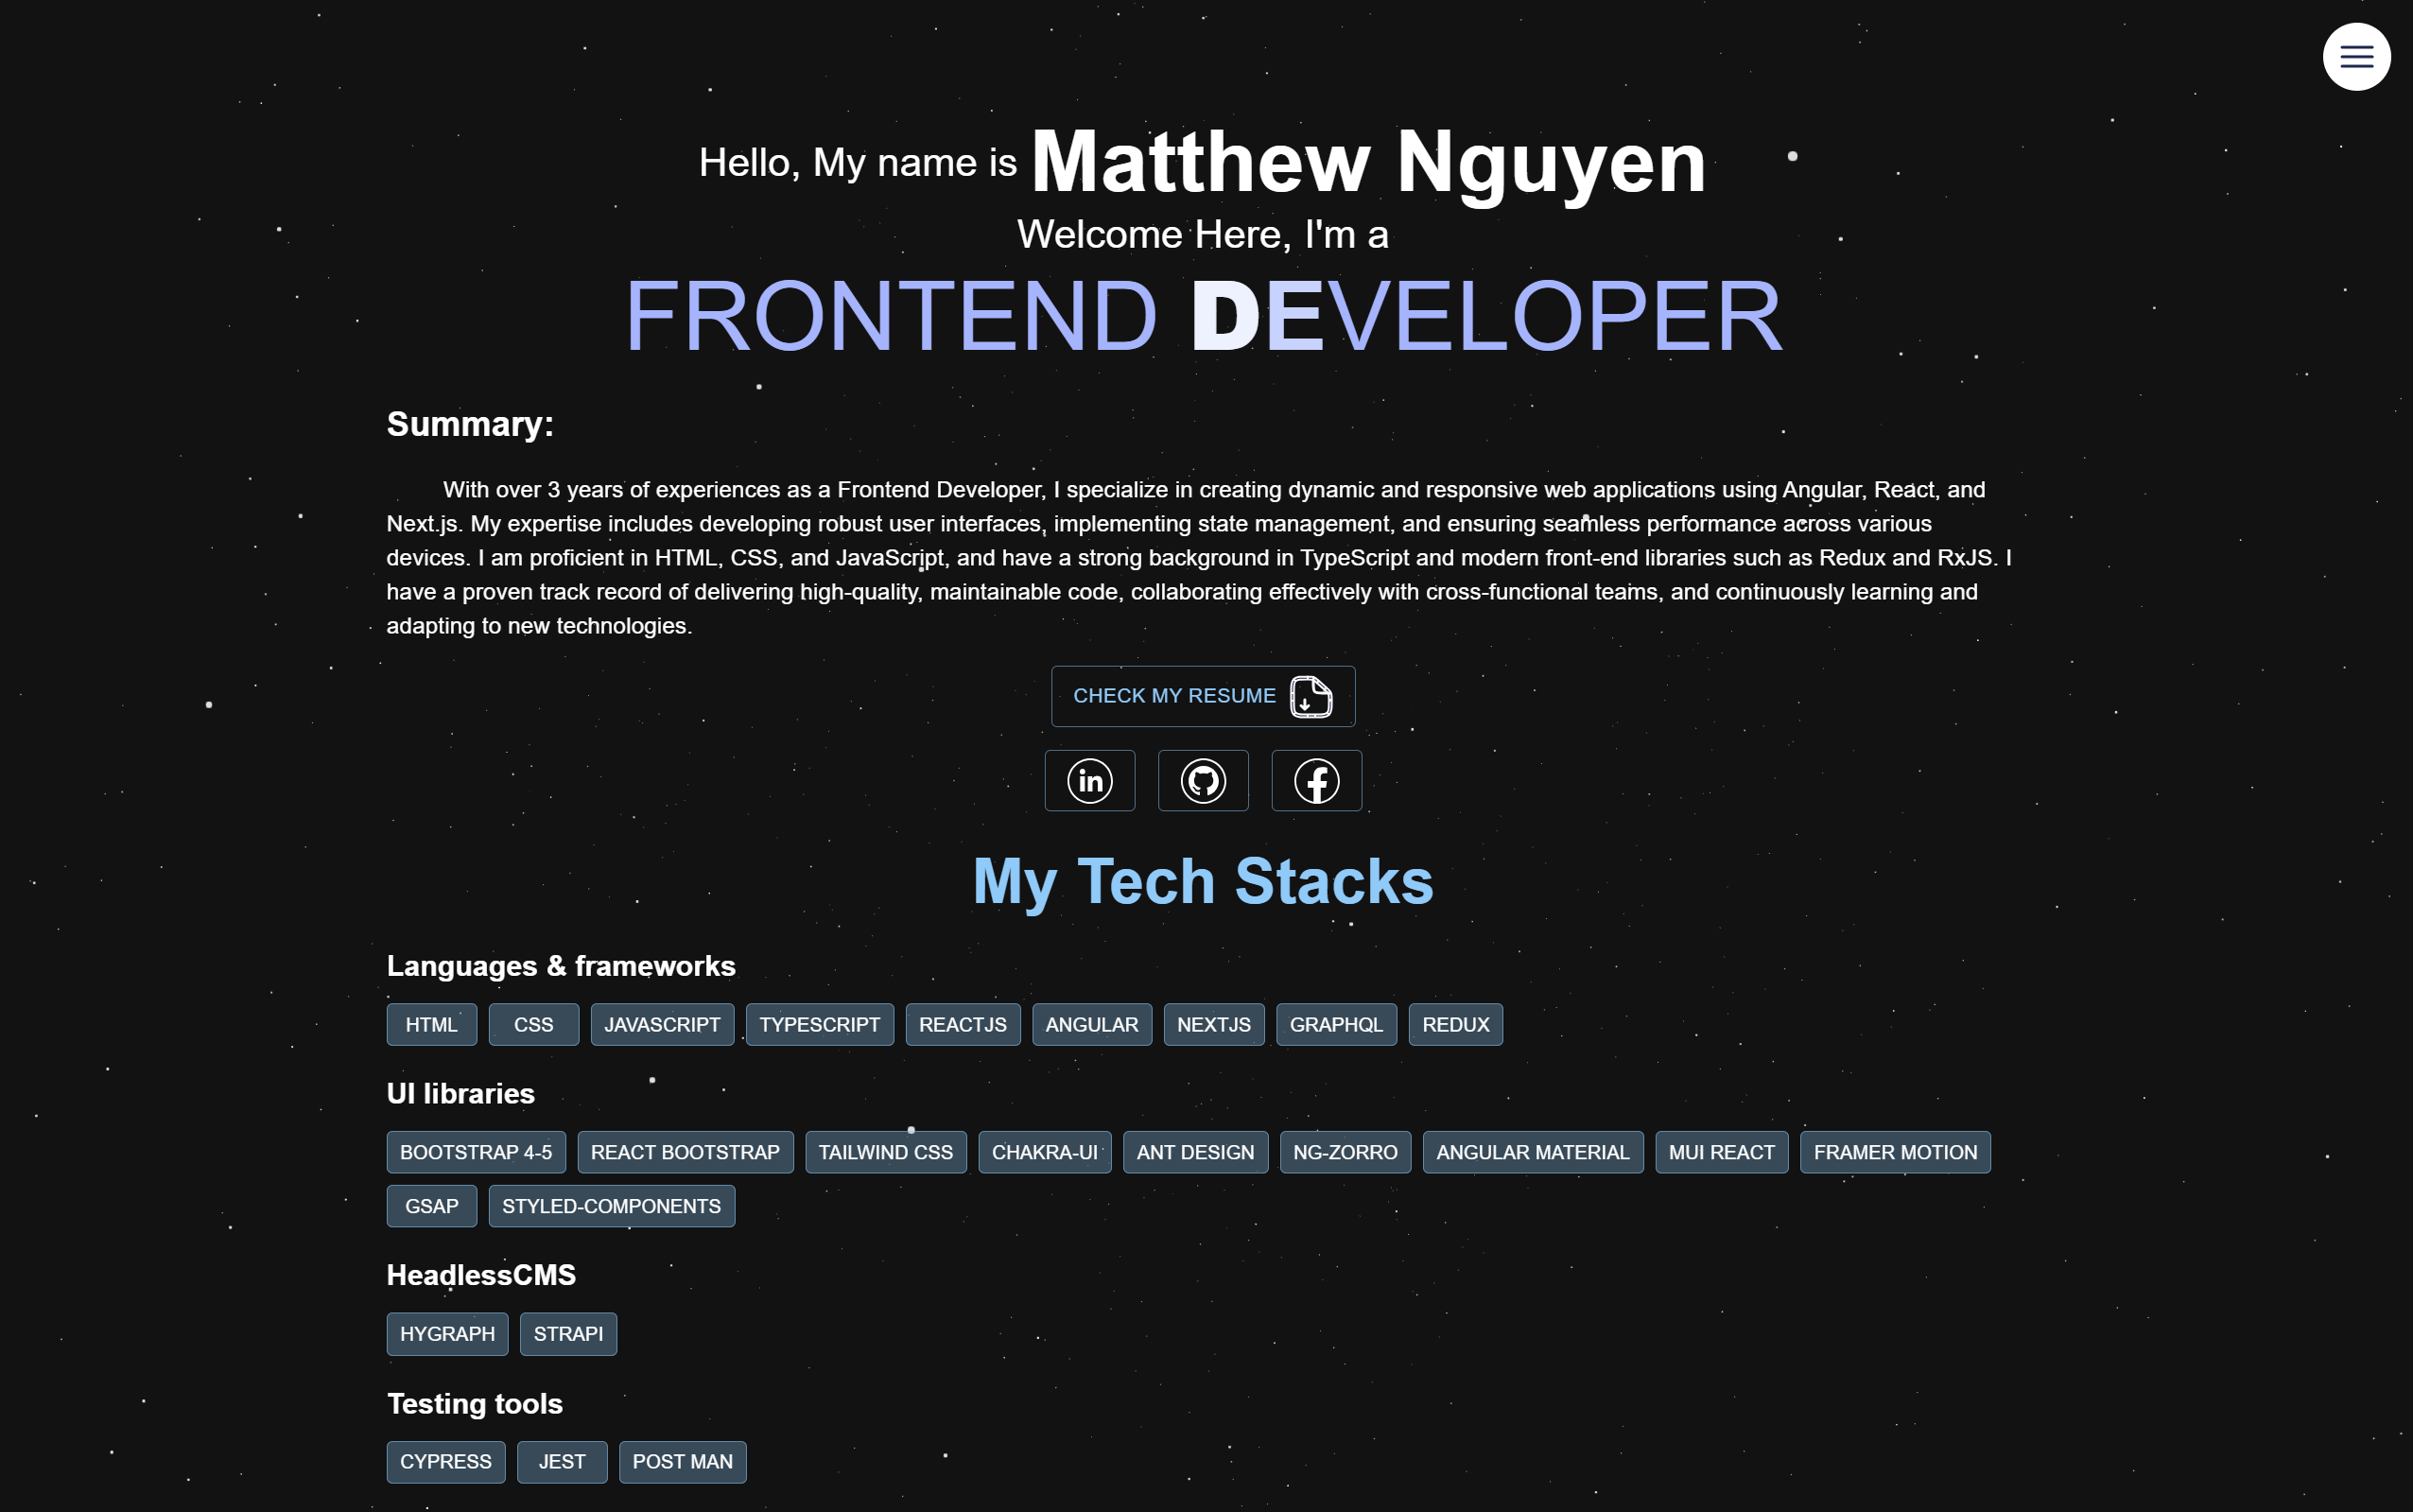 Hello, My name is Matthew Nguyen
Welcome Here, I'm a
FRONTEND DEVELOPER
Summary:
With over 3 years of experiences as a Frontend Developer, I specialize in creating dynamic and responsive web applications using Angular, React, and
Next.js. My expertise includes developing robust user interfaces, implementing state management, and ensuring seamless performance across various
devices. I am proficient in HTML, CSS, and JavaScript, and have a strong background in TypeScript and modern front-end libraries such as Redux and RxJS. I
have a proven track record of delivering high-quality, maintainable code, collaborating effectively with cross-functional teams, and continuously learning and
adapting to new technologies.
CHECK MY RESUME
My Tech Stacks
Languages & frameworks
HTML CSS JAVASCRIPT TYPESCRIPT REACTJS ANGULAR NEXTJS GRAPHQL REDUX
UI libraries
BOOTSTRAP 4-5 REACT BOOTSTRAP TAILWIND CSS CHAKRA-UI ANT DESIGN NG-ZORRO ANGULAR MATERIAL MUI REACT FRAMER MOTION
GSAP STYLED-COMPONENTS
HeadlessCMS
HYGRAPH STRAPI
Testing tools
CYPRESS JEST POST MAN